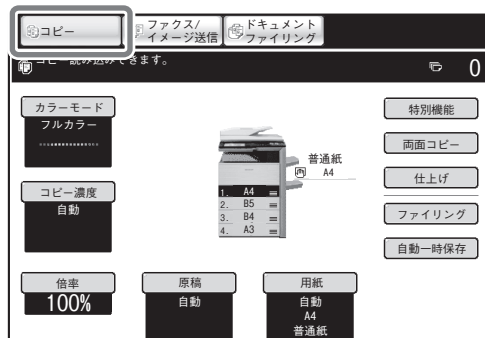 コピー
ファクス/
イメージ送信
ドキュメント
ファイリング
コピー読み込みできます。
0
カラーモード
フルカラー
コピー濃度
自動
倍率
100%
普通紙
A4
1. A4
2. B5
3. B4
4. A3
原稿
自動
用紙
自動
A4
普通紙
特別機能
両面コピー
仕上げ
ファイリング
自動一時保存